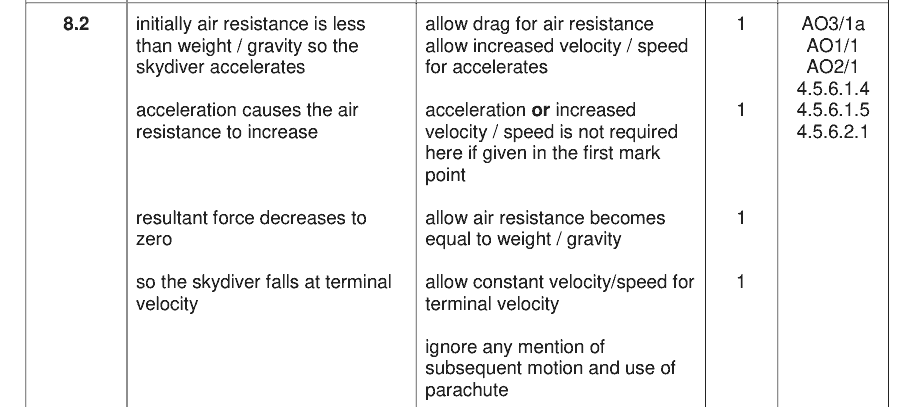 8.2
initially air resistance is less
than weight / gravity so the
skydiver accelerates
allow drag for air resistance
allow increased velocity / speed
for accelerates
1
AO3/1a
AO1/1
AO2/1
4.5.6.1.4
4.5.6.1.5
4.5.6.2.1
acceleration causes the air
resistance to increase
acceleration or increased
velocity / speed is not required
here if given in the first mark
point
1
resultant force decreases to
zero
allow air resistance becomes
equal to weight / gravity
1
so the skydiver falls at terminal
velocity
allow constant velocity/speed for
terminal velocity
1
ignore any mention of
subsequent motion and use of
parachute